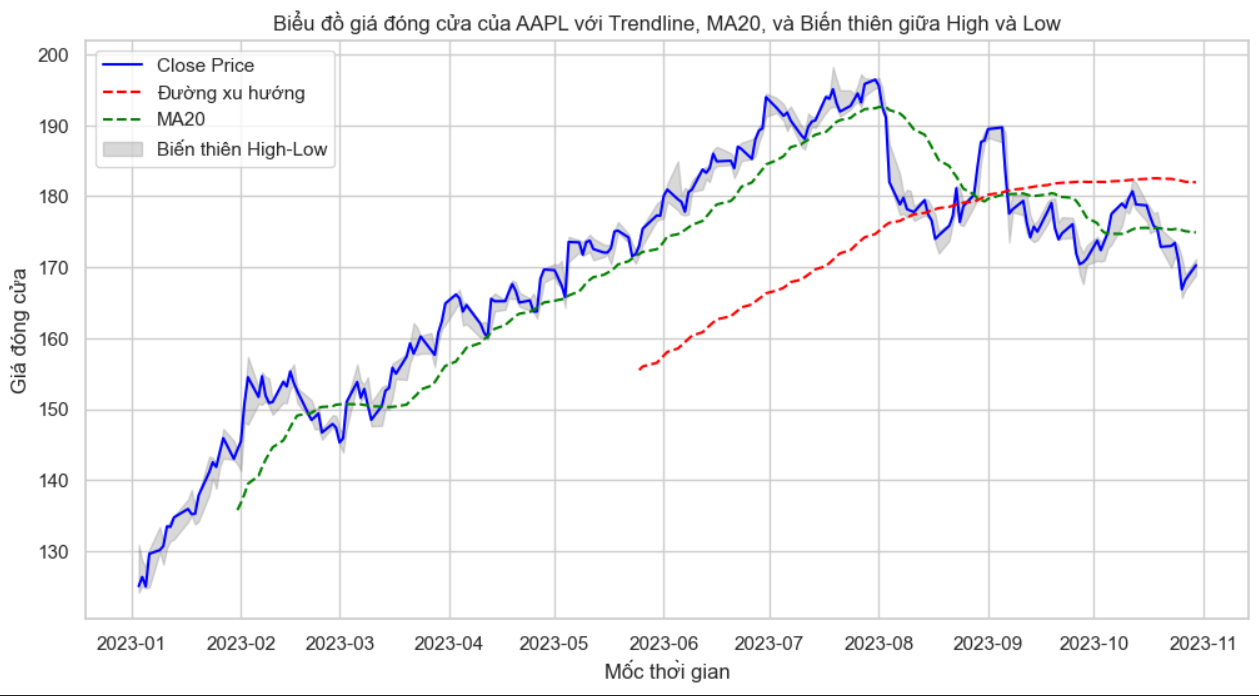 Biểu đồ giá đóng cửa của AAPL với Trendline, MA20, và Biến thiên giữa High và Low
Close Price
Đường xu hướng
MA20
Biến thiên High-Low
Giá đóng cửa
200
190
180
170
160
150
140
130
2023-01
2023-02
2023-03
2023-04
2023-05
2023-06
2023-07
2023-08
2023-09
2023-10
2023-11
Mốc thời gian